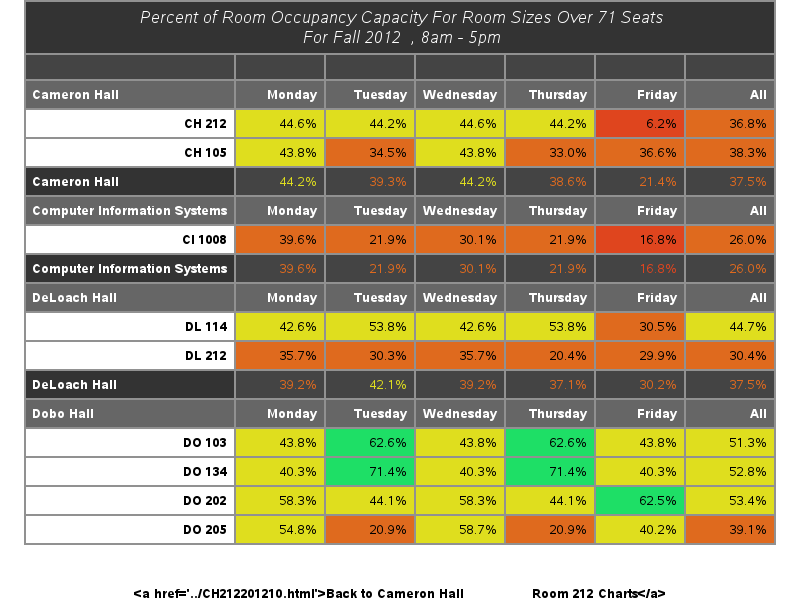 Percent of Room Occupancy Capacity For Room Sizes Over 71 Seats
For Fall 2012 , 8am - 5pm
Cameron Hall Monday Tuesday Wednesday Thursday Friday All
CH 212 44.6% 44.2% 44.6% 44.2% 6.2% 36.8%
CH 105 43.8% 34.5% 43.8% 33.0% 36.6% 38.3%
Cameron Hall 44.2% 39.3% 44.2% 38.6% 21.4% 37.5%
Computer Information Systems Monday Tuesday Wednesday Thursday Friday All
CI 1008 39.6% 21.9% 30.1% 21.9% 16.8% 26.0%
Computer Information Systems 39.6% 21.9% 30.1% 21.9% 16.8% 26.0%
DeLoach Hall Monday Tuesday Wednesday Thursday Friday All
DL 114 42.6% 53.8% 42.6% 53.8% 30.5% 44.7%
DL 212 35.7% 30.3% 35.7% 20.4% 29.9% 30.4%
DeLoach Hall 39.2% 42.1% 39.2% 37.1% 30.2% 37.5%
Dobo Hall Monday Tuesday Wednesday Thursday Friday All
DO 103 43.8% 62.6% 43.8% 62.6% 43.8% 51.3%
DO 134 40.3% 71.4% 40.3% 71.4% 40.3% 52.8%
DO 202 58.3% 44.1% 58.3% 44.1% 62.5% 53.4%
DO 205 54.8% 20.9% 58.7% 20.9% 40.2% 39.1%
<a href='../CH212201210.html'>Back to Cameron Hall Room 212 Charts</a>